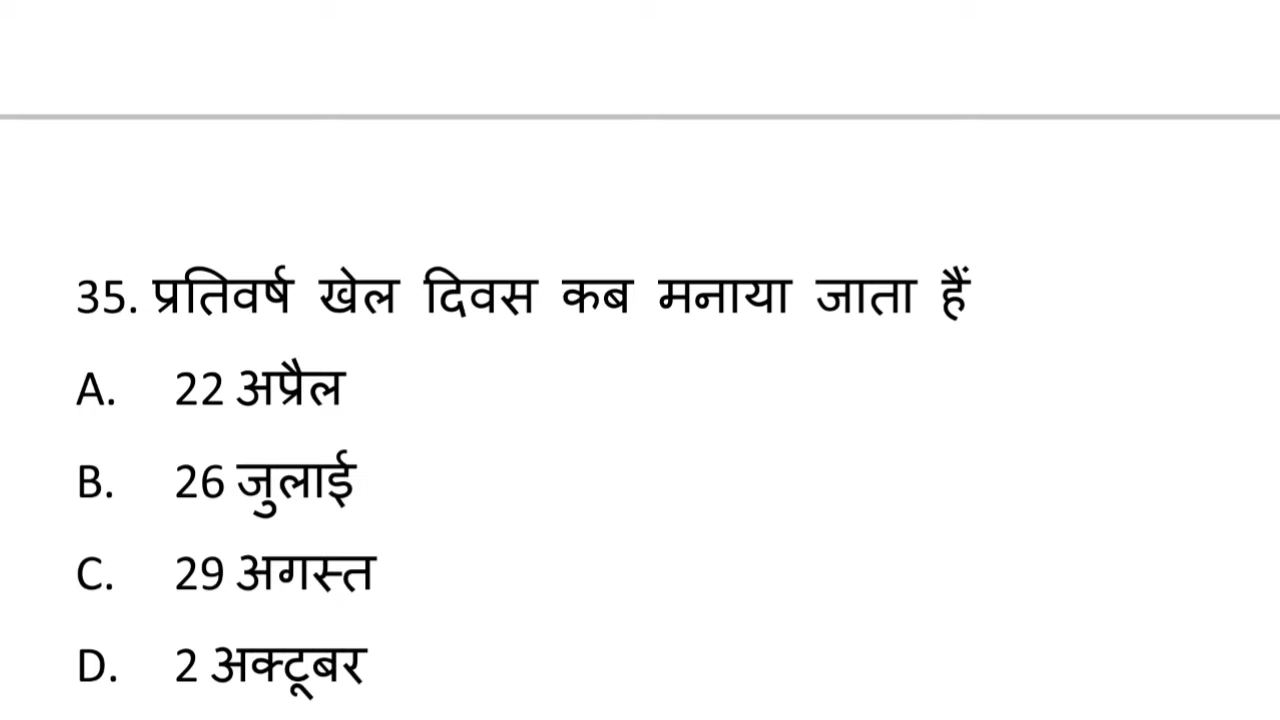 35. प्रतिवर्ष खेल दिवस कब मनाया जाता हैं
A. 22 अप्रैल
B. 26 जुलाई
C. 29 अगस्त
D. 2 अक्टूबर